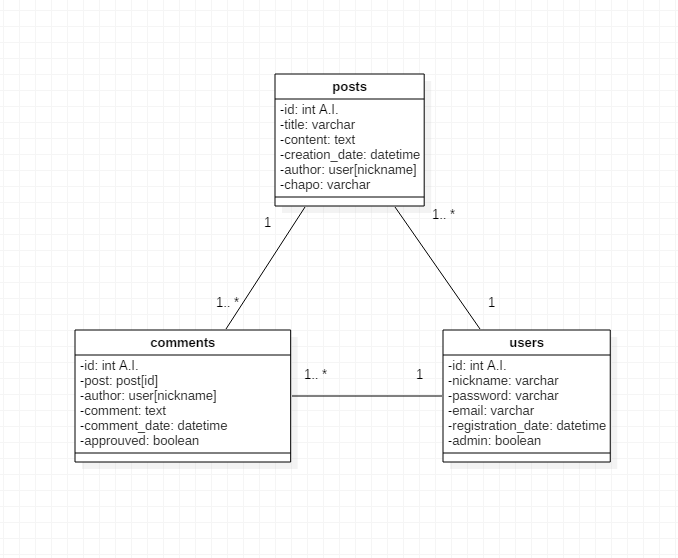 posts
-id: int A.I.
-title: varchar
-content: text
-creation_date: datetime
-author: user[nickname]
-chapo: varchar
1
1.. *
1.. *
1
comments
-id: int A.I.
-post: post[id]
-author: user[nickname]
-comment: text
-comment_date: datetime
-approuved: boolean
1.. *
1
users
-id: int A.I.
-nickname: varchar
-password: varchar
-email: varchar
-registration_date: datetime
-admin: boolean